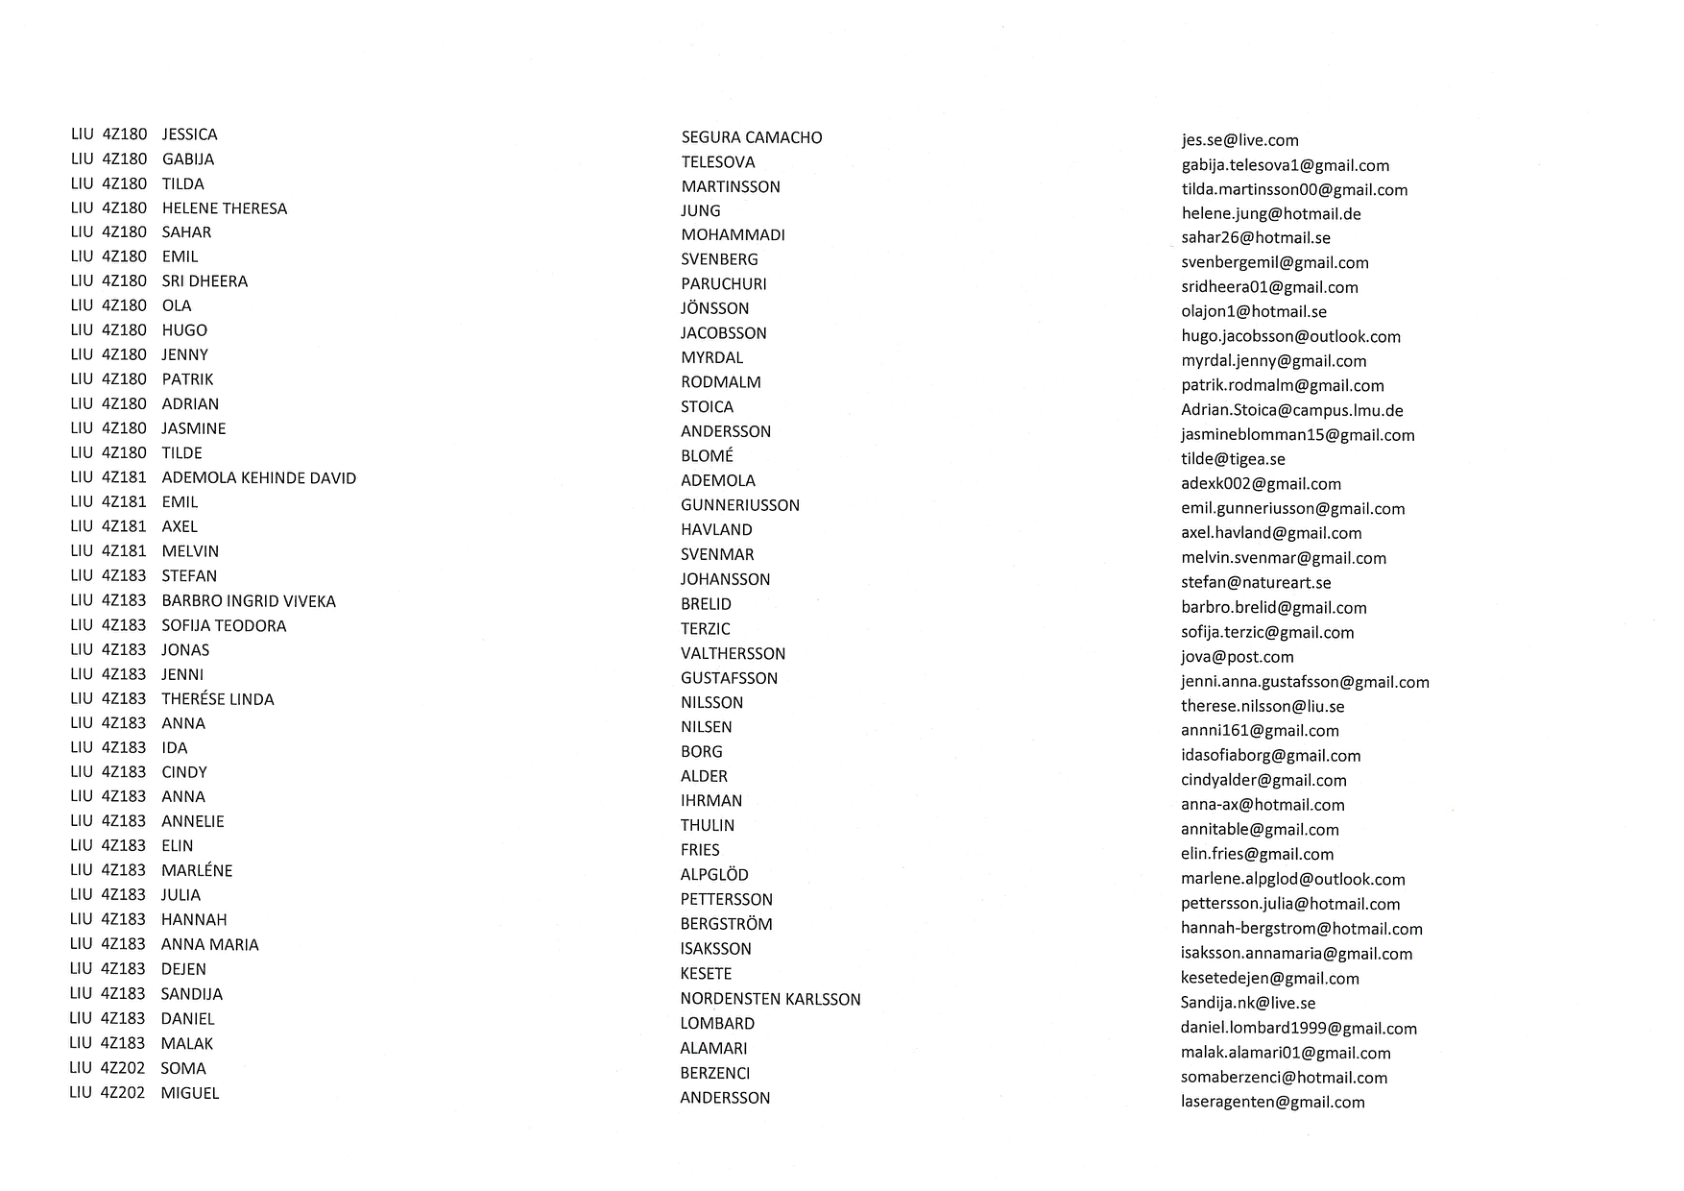 LIU 4Z180 JESSICA SEGURA CAMACHO jes.se@live.com
LIU 4Z180 GABIJA TELESOVA gabija.telesova1@gmail.com
LIU 4Z180 TILDA MARTINSSON tilda.martinsson00@gmail.com
LIU 4Z180 HELENE THERESA JUNG helene.jung@hotmail.de
LIU 4Z180 SAHAR MOHAMMADI sahar26@hotmail.se
LIU 4Z180 EMIL SVENBERG svenbergemil@gmail.com
LIU 4Z180 SRI DHEERA PARUCHURI sridheera01@gmail.com
LIU 4Z180 OLA JÖNSSON olajon1@hotmail.se
LIU 4Z180 HUGO JACOBSSON hugo.jacobsson@outlook.com
LIU 4Z180 JENNY MYRDAL myrdal.jenny@gmail.com
LIU 4Z180 PATRIK RODMALM patrik.rodmalm@gmail.com
LIU 4Z180 ADRIAN STOICA Adrian.Stoica@campus.lmu.de
LIU 4Z180 JASMINE ANDERSSON jasmineblomman15@gmail.com
LIU 4Z180 TILDE BLOMÉ tilde@tigea.se
LIU 4Z181 ADEMOLA KEHINDE DAVID ADEMOLA adexk002@gmail.com
LIU 4Z181 EMIL GUNNERIUSSON emil.gunneriusson@gmail.com
LIU 4Z181 AXEL HAVLAND axel.havland@gmail.com
LIU 4Z181 MELVIN SVENMAR melvin.svenmar@gmail.com
LIU 4Z183 STEFAN JOHANSSON stefan@natureart.se
LIU 4Z183 BARBRO INGRID VIVEKA BRELID barbro.brelid@gmail.com
LIU 4Z183 SOFIJA TEODORA TERZIC sofija.terzic@gmail.com
LIU 4Z183 JONAS VALTHERSSON jova@post.com
LIU 4Z183 JENNI GUSTAFSSON jenni.anna.gustafsson@gmail.com
LIU 4Z183 THERÉSE LINDA NILSSON therese.nilsson@liu.se
LIU 4Z183 ANNA NILSEN annni161@gmail.com
LIU 4Z183 IDA BORG idasofiaborg@gmail.com
LIU 4Z183 CINDY ALDER cindyalder@gmail.com
LIU 4Z183 ANNA IHRMAN anna-ax@hotmail.com
LIU 4Z183 ANNELIE THULIN annitable@gmail.com
LIU 4Z183 ELIN FRIES elin.fries@gmail.com
LIU 4Z183 MARLÉNE ALPGLÖD marlene.alpglod@outlook.com
LIU 4Z183 JULIA PETTERSSON pettersson.julia@hotmail.com
LIU 4Z183 HANNAH BERGSTRÖM hannah-bergstrom@hotmail.com
LIU 4Z183 ANNA MARIA ISAKSSON isaksson.annamaria@gmail.com
LIU 4Z183 DEJEN KESETE kesetedejen@gmail.com
LIU 4Z183 SANDIJA NORDENSTEN KARLSSON Sandija.nk@live.se
LIU 4Z183 DANIEL LOMBARD daniel.lombard1999@gmail.com
LIU 4Z183 MALAK ALAMARI malak.alamari01@gmail.com
LIU 4Z202 SOMA BERZENCI somaberzenci@hotmail.com
LIU 4Z202 MIGUEL ANDERSSON laseragenten@gmail.com